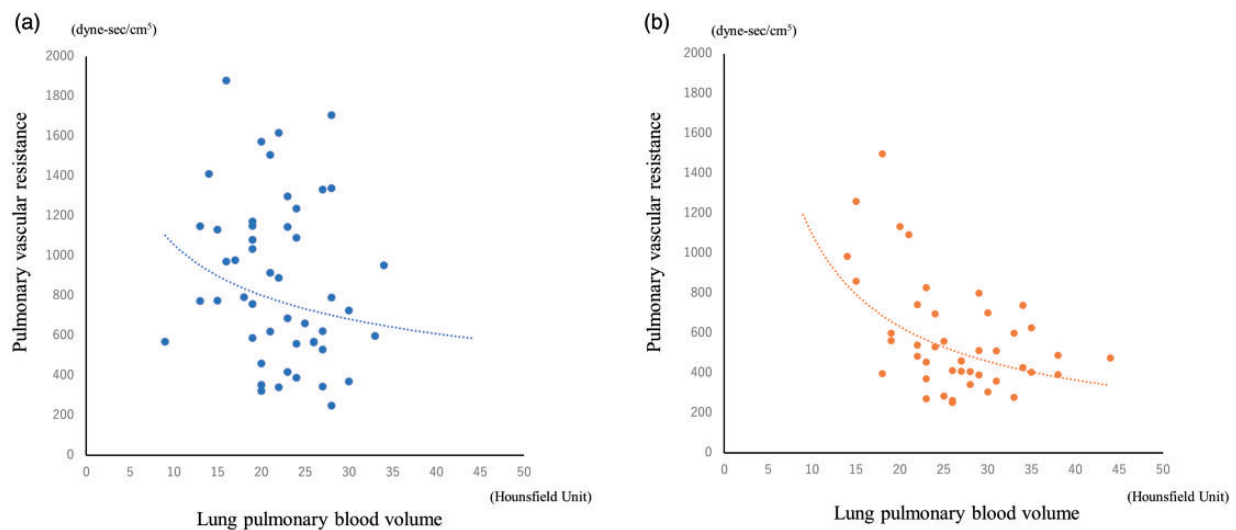 (a)
(dyne-sec/cm⁵)
2000
1800
1600
1400
1200
1000
800
600
400
200
0
Pulmonary vascular resistance
0 5 10 15 20 25 30 35 40 45 50
(Hounsfield Unit)
Lung pulmonary blood volume
(b)
(dyne-sec/cm⁵)
2000
1800
1600
1400
1200
1000
800
600
400
200
0
Pulmonary vascular resistance
0 5 10 15 20 25 30 35 40 45 50
(Hounsfield Unit)
Lung pulmonary blood volume